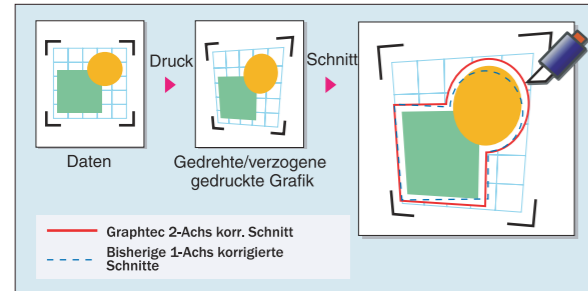 Druck
Schnitt
Daten
Gedrehte/verzogene
gedruckte Grafik
Graphtec 2-Achs korr. Schnitt
Bisherige 1-Achs korrigierte
Schnitte